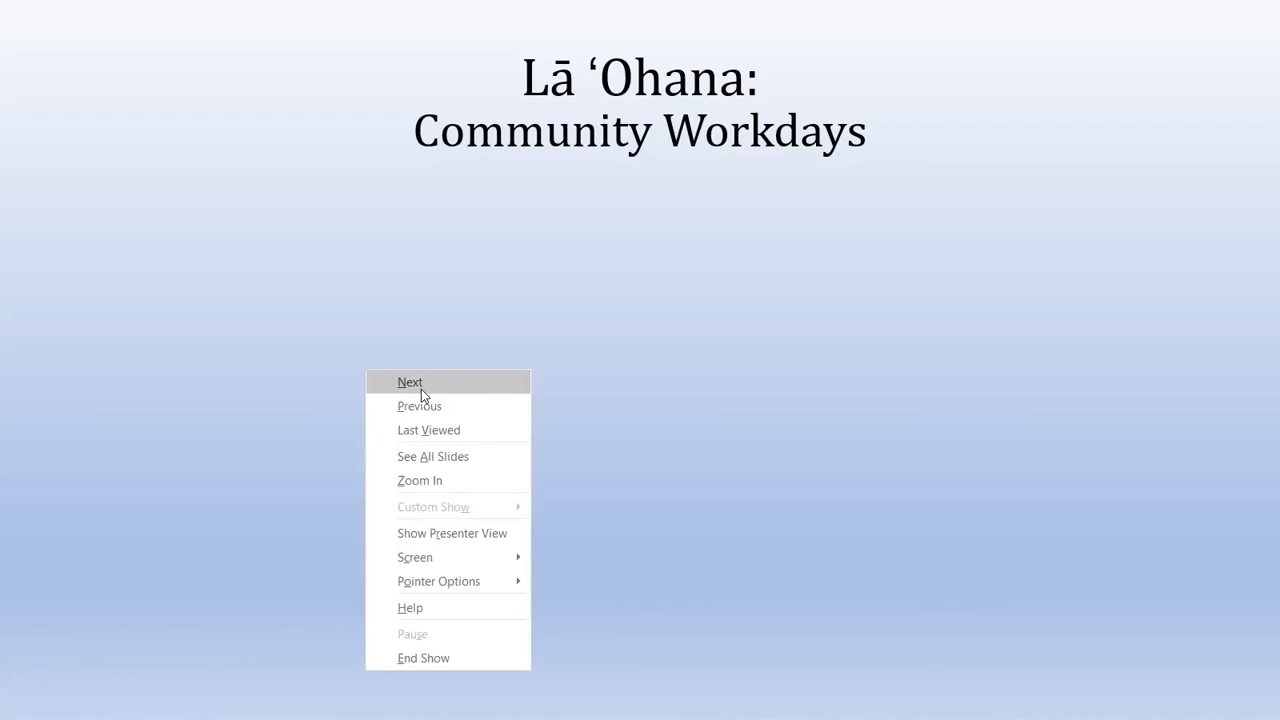 Lā ʻOhana:
Community Workdays
Next
Previous
Last Viewed
See All Slides
Zoom In
Custom Show
Show Presenter View
Screen
Pointer Options
Help
Pause
End Show